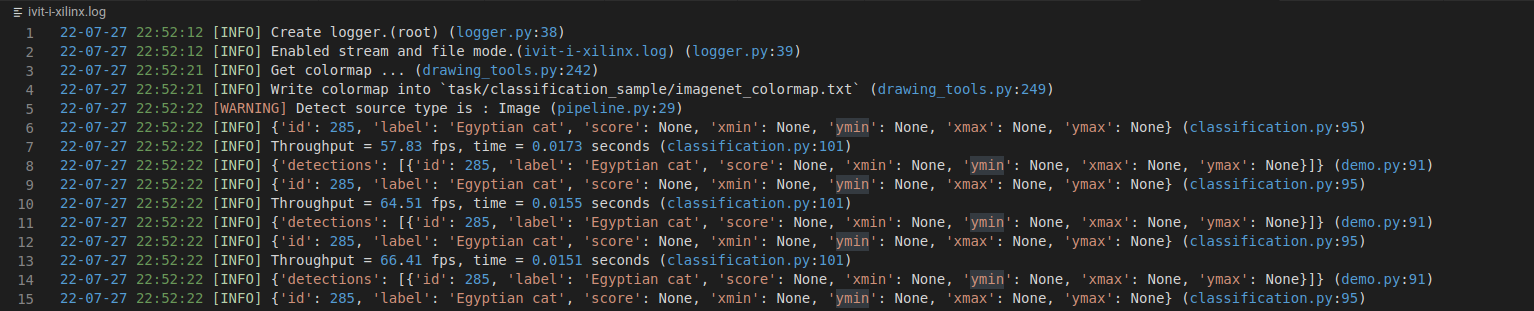 ivit-i-xilinx.log
1 22-07-27 22:52:12 [INFO] Create logger.(root) (logger.py:38)
2 22-07-27 22:52:12 [INFO] Enabled stream and file mode.(ivit-i-xilinx.log) (logger.py:39)
3 22-07-27 22:52:21 [INFO] Get colormap ... (drawing_tools.py:242)
4 22-07-27 22:52:21 [INFO] Write colormap into `task/classification_sample/imagenet_colormap.txt` (drawing_tools.py:249)
5 22-07-27 22:52:22 [WARNING] Detect source type is : Image (pipeline.py:29)
6 22-07-27 22:52:22 [INFO] {'id': 285, 'label': 'Egyptian cat', 'score': None, 'xmin': None, 'ymin': None, 'xmax': None, 'ymax': None} (classification.py:95)
7 22-07-27 22:52:22 [INFO] Throughput = 57.83 fps, time = 0.0173 seconds (classification.py:101)
8 22-07-27 22:52:22 [INFO] {'detections': [{'id': 285, 'label': 'Egyptian cat', 'score': None, 'xmin': None, 'ymin': None, 'xmax': None, 'ymax': None}]} (demo.py:91)
9 22-07-27 22:52:22 [INFO] {'id': 285, 'label': 'Egyptian cat', 'score': None, 'xmin': None, 'ymin': None, 'xmax': None, 'ymax': None} (classification.py:95)
10 22-07-27 22:52:22 [INFO] Throughput = 64.51 fps, time = 0.0155 seconds (classification.py:101)
11 22-07-27 22:52:22 [INFO] {'detections': [{'id': 285, 'label': 'Egyptian cat', 'score': None, 'xmin': None, 'ymin': None, 'xmax': None, 'ymax': None}]} (demo.py:91)
12 22-07-27 22:52:22 [INFO] {'id': 285, 'label': 'Egyptian cat', 'score': None, 'xmin': None, 'ymin': None, 'xmax': None, 'ymax': None} (classification.py:95)
13 22-07-27 22:52:22 [INFO] Throughput = 66.41 fps, time = 0.0151 seconds (classification.py:101)
14 22-07-27 22:52:22 [INFO] {'detections': [{'id': 285, 'label': 'Egyptian cat', 'score': None, 'xmin': None, 'ymin': None, 'xmax': None, 'ymax': None}]} (demo.py:91)
15 22-07-27 22:52:22 [INFO] {'id': 285, 'label': 'Egyptian cat', 'score': None, 'xmin': None, 'ymin': None, 'xmax': None, 'ymax': None} (classification.py:95)